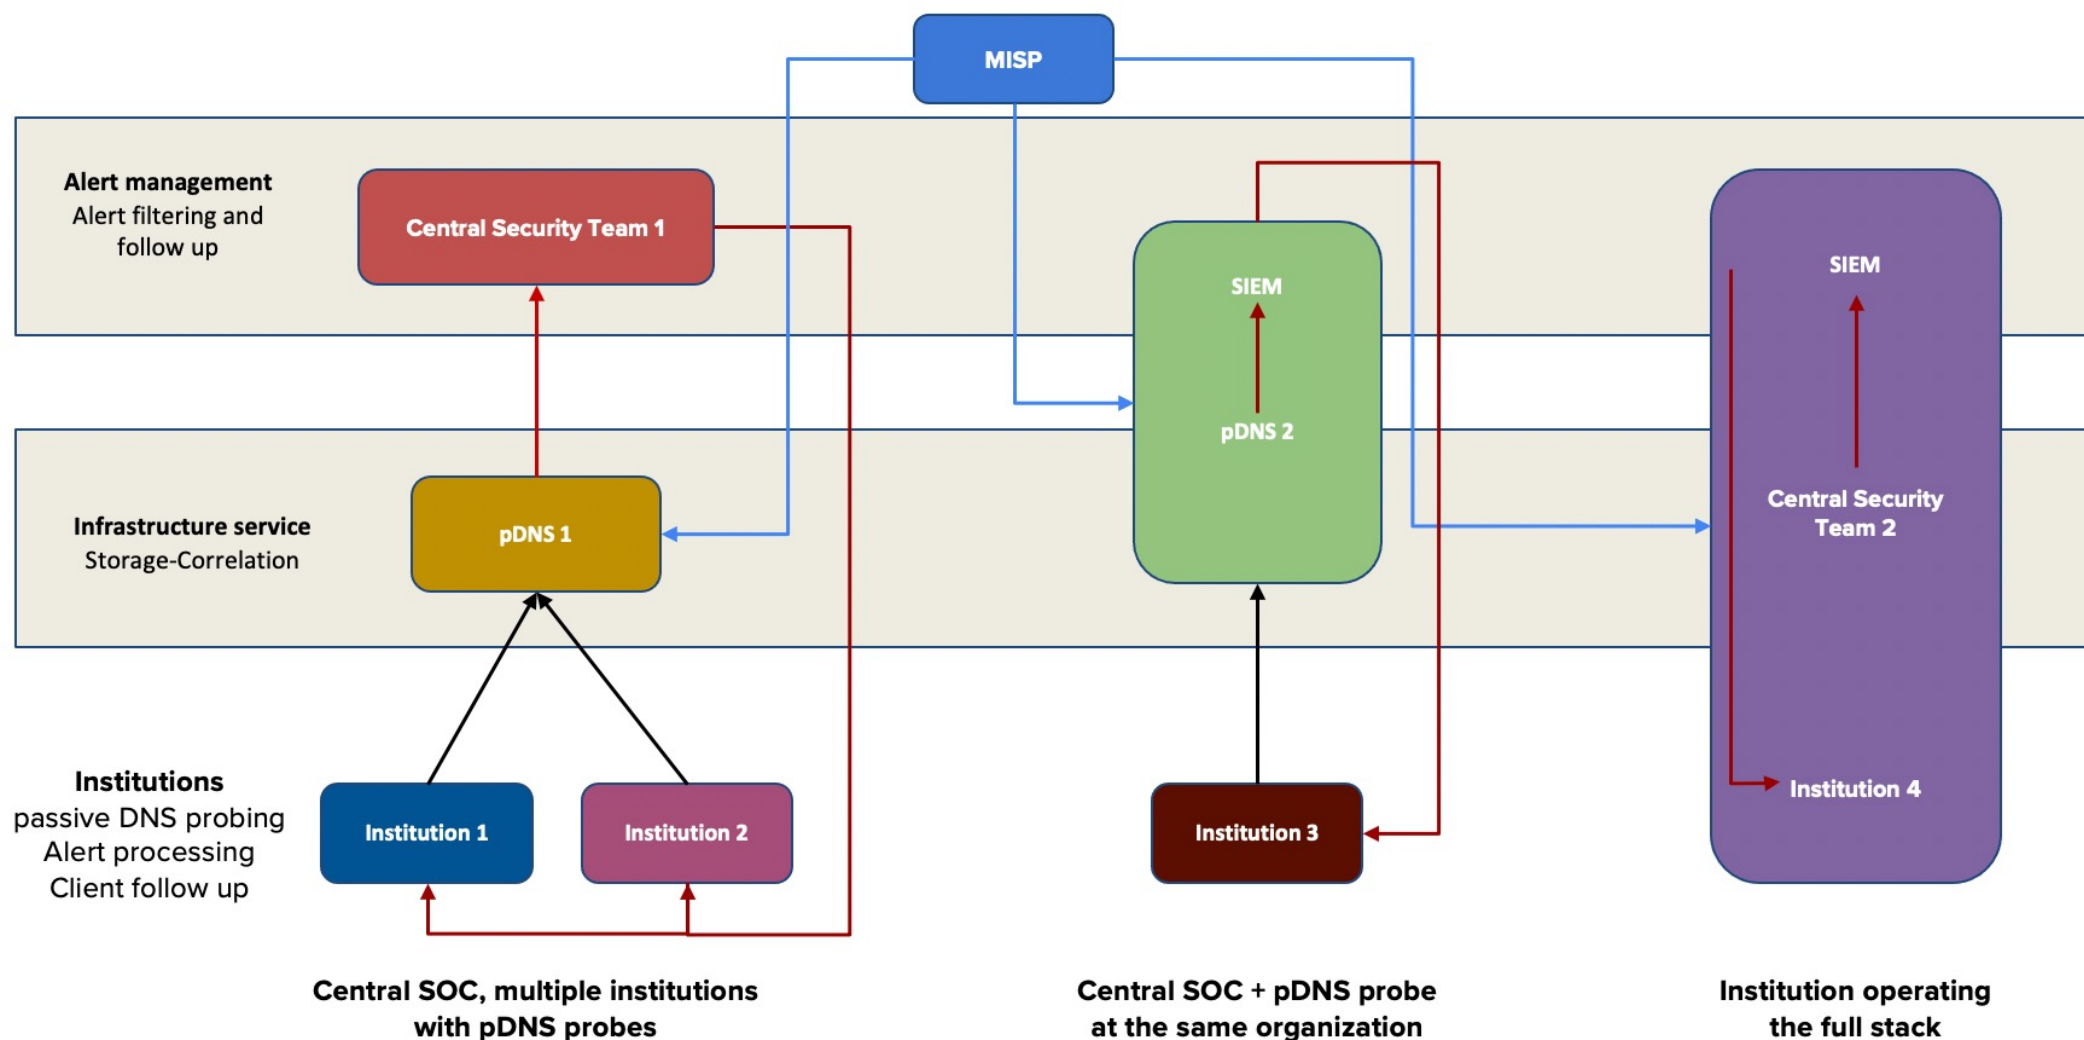 MISP
Alert management
Alert filtering and
follow up
Central Security Team 1
SIEM
SIEM
pDNS 2
Infrastructure service
Storage-Correlation
pDNS 1
Central Security
Team 2
Institutions
passive DNS probing
Alert processing
Client follow up
Institution 1
Institution 2
Institution 3
Institution 4
Central SOC, multiple institutions
with pDNS probes
Central SOC + pDNS probe
at the same organization
Institution operating
the full stack